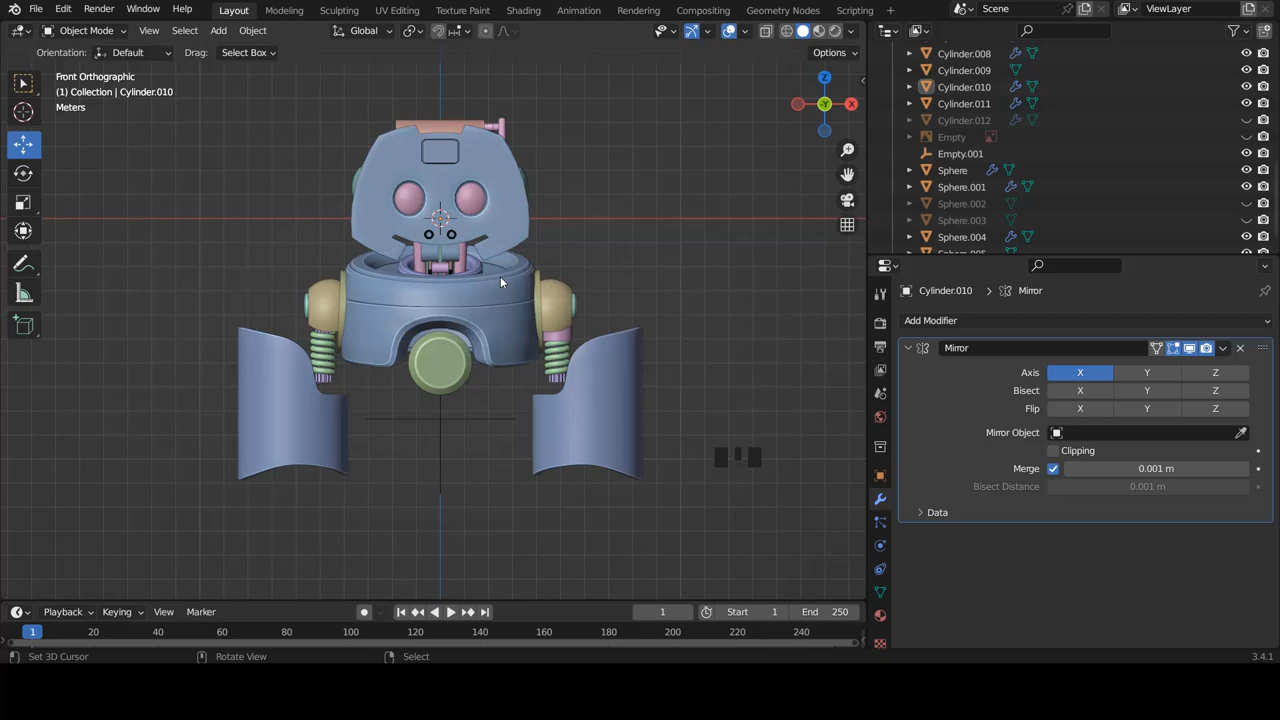 File Edit Render Window Help Layout Modeling Sculpting UV Editing Texture Paint Shading Animation Rendering Compositing Geometry Nodes Scripting Scene ViewLayer
Object Mode View Select Add Object Global
Orientation: Default Drag: Select Box Options
Front Orthographic
(1) Collection | Cylinder.010
Meters
Z
X
-Y
Cylinder.008
Cylinder.009
Cylinder.010
Cylinder.011
Cylinder.012
Empty
Empty.001
Sphere
Sphere.001
Sphere.002
Sphere.003
Sphere.004
Cylinder.010 Mirror
Add Modifier
Mirror
Axis X Y Z
Bisect X Y Z
Flip X Y Z
Mirror Object
Clipping
Merge 0.001 m
Bisect Distance 0.001 m
Data
Playback Keying View Marker 1 Start 1 End 250
1 20 40 60 80 100 120 140 160 180 200 220 240
Set 3D Cursor Rotate View Select 3.4.1